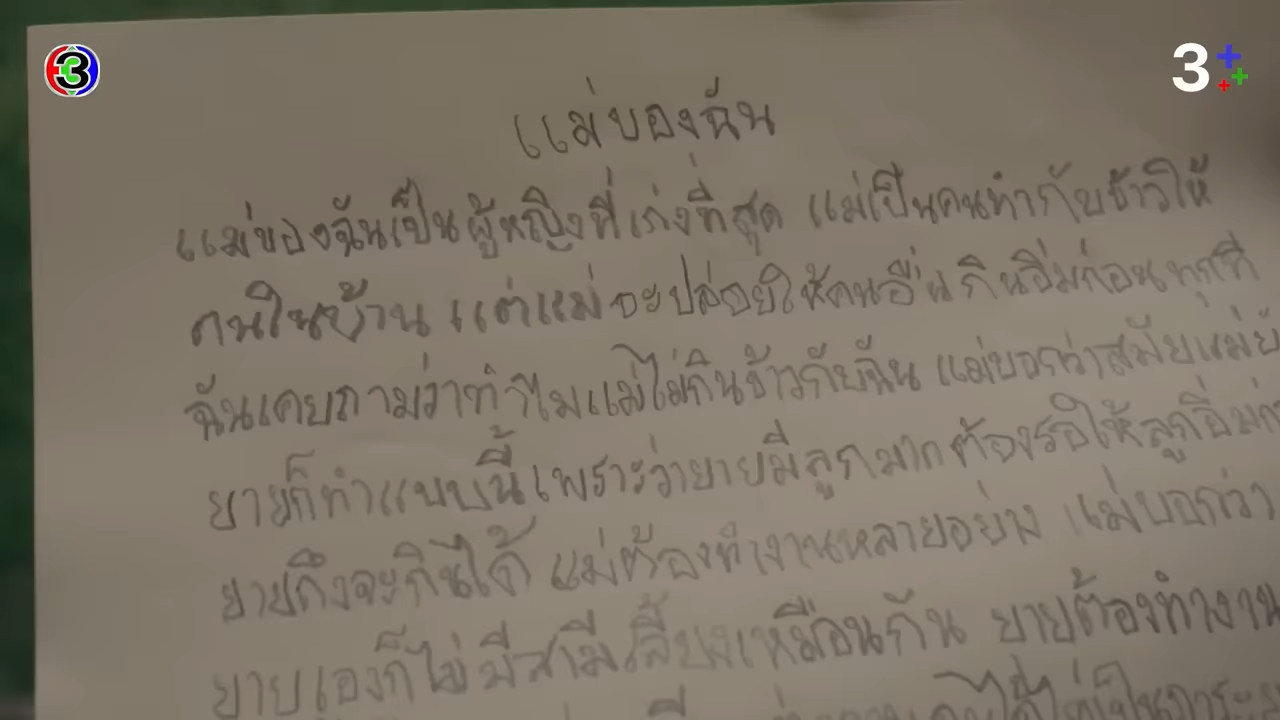 3
3+
แม่ของฉัน
แม่ของฉันเป็นผู้หญิงที่เก่งที่สุด แม่เป็นคนทำกับข้าวให้
คนในบ้าน แต่แม่จะปล่อยให้คนอื่นกินอิ่มก่อนทุกที
ฉันเคยถามว่าทำไมแม่ไม่กินข้าวกับฉัน แม่บอกว่าสมัยแม่
ยายก็ทำแบบนี้เพราะว่ายายมีลูกมากต้องรอให้ลูกอิ่ม
ยายถึงจะกินได้ แม่ต้องทำงานหลายอย่าง แม่บอกว่า
ยายเองก็ไม่มีสามีเลี้ยงเหมือนกัน ยายต้องทำงาน